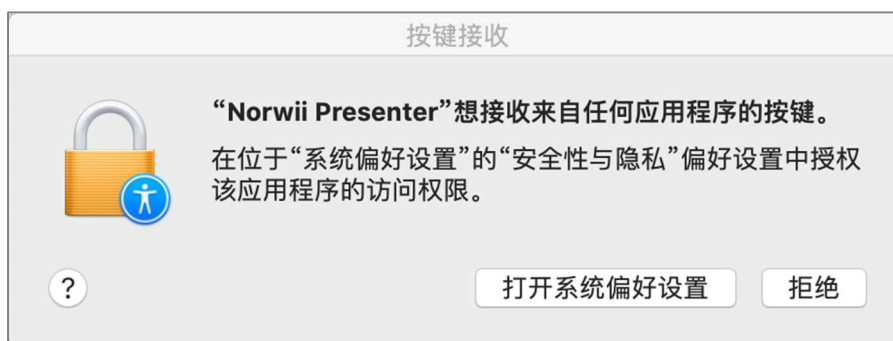 按键接收
“Norwii Presenter”想接收来自任何应用程序的按键。
在位于“系统偏好设置”的“安全性与隐私”偏好设置中授权
该应用程序的访问权限。
?
打开系统偏好设置
拒绝